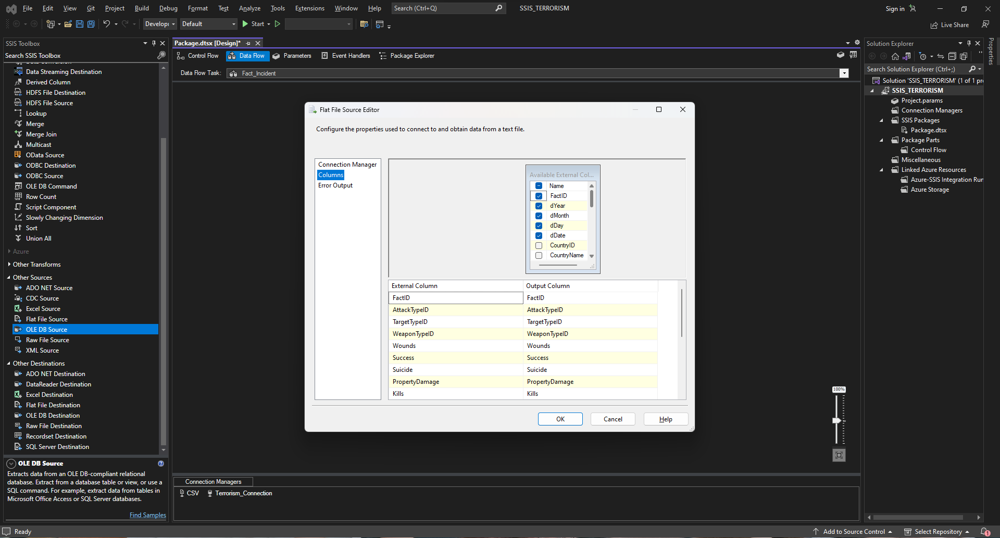 File Edit View Git Project Build Debug Format Test Analyze Tools Extensions Window Help Search (Ctrl+Q) SSIS_TERRORISM Sign in
Developı Default Start Live Share
SSIS Toolbox
Search SSIS Toolbox
Data Streaming Destination
Derived Column
HDFS File Destination
HDFS File Source
Lookup
Merge
Merge Join
Multicast
OData Source
ODBC Destination
ODBC Source
OLE DB Command
Row Count
Script Component
Slowly Changing Dimension
Sort
Union All
Azure
Other Transforms
Other Sources
ADO NET Source
CDC Source
Excel Source
Flat File Source
OLE DB Source
Raw File Source
XML Source
Other Destinations
ADO NET Destination
DataReader Destination
Excel Destination
Flat File Destination
OLE DB Destination
Raw File Destination
Recordset Destination
SQL Server Destination
OLE DB Source
Extracts data from an OLE DB-compliant relational
database. Extract from a database table or view, or use a
SQL command. For example, extract data from tables in
Microsoft Office Access or SQL Server databases.
Find Samples
Package.dtsx [Design]*
Control Flow Data Flow Parameters Event Handlers Package Explorer
Data Flow Task: Fact_Incident
Flat File Source Editor
Configure the properties used to connect to and obtain data from a text file.
Connection Manager
Columns
Error Output
Available External Col...
Name
FactID
dYear
dMonth
dDay
dDate
CountryID
CountryName
External Column Output Column
FactID FactID
AttackTypeID AttackTypeID
TargetTypeID TargetTypeID
WeaponTypeID WeaponTypeID
Wounds Wounds
Success Success
Suicide Suicide
PropertyDamage PropertyDamage
Kills Kills
OK Cancel Help
100%
Connection Managers
CSV Terrorism_Connection
Solution Explorer
Search Solution Explorer (Ctrl+;)
Solution 'SSIS_TERRORISM' (1 of 1 pr
SSIS_TERRORISM
Project.params
Connection Managers
SSIS Packages
Package.dtsx
Package Parts
Control Flow
Miscellaneous
Linked Azure Resources
Azure-SSIS Integration Run
Azure Storage
Properties
Ready Add to Source Control Select Repository 1